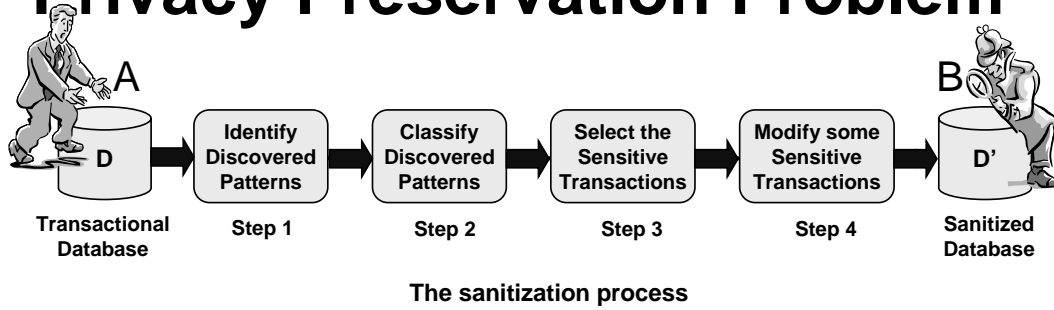 Privacy Preservation Problem
A
B
D
Identify
Discovered
Patterns
Classify
Discovered
Patterns
Select the
Sensitive
Transactions
Modify some
Sensitive
Transactions
D’
Transactional
Database
Step 1
Step 2
Step 3
Step 4
Sanitized
Database
The sanitization process